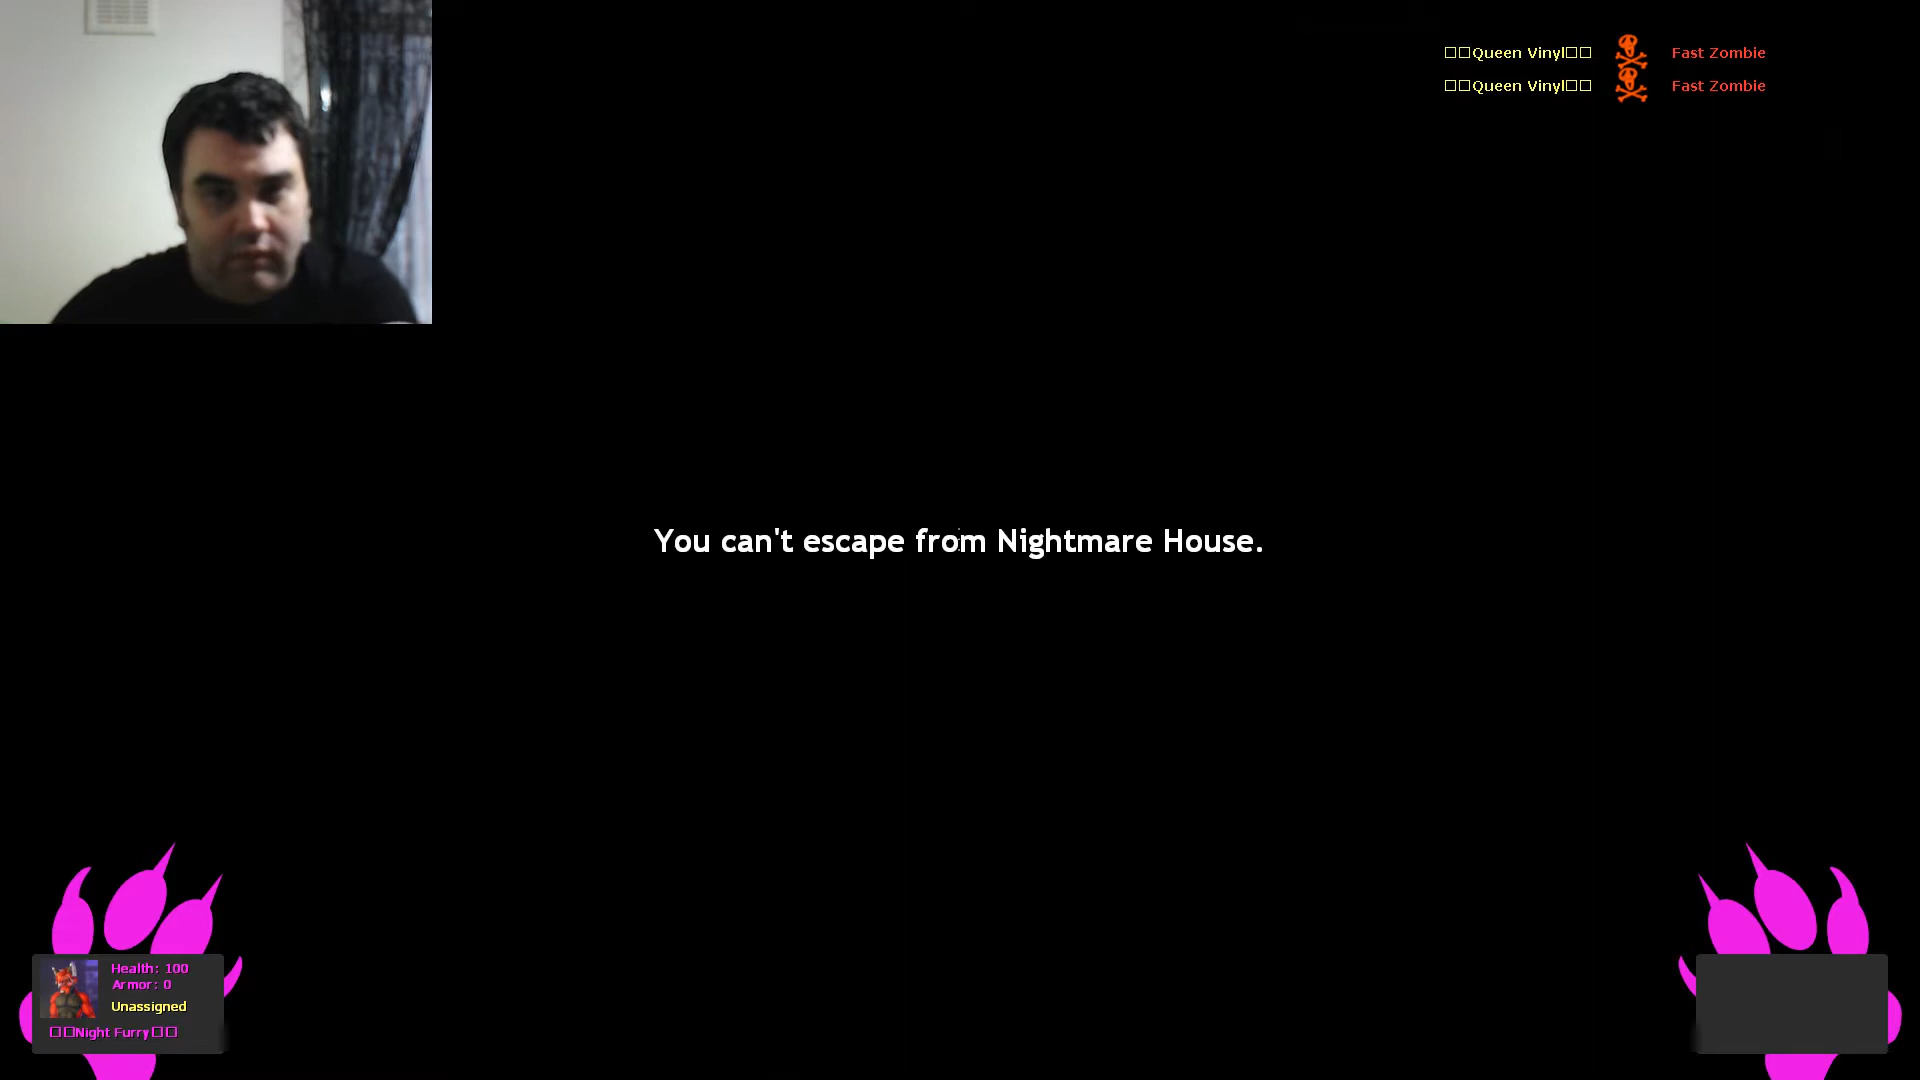 □□Queen Vinyl□□ Fast Zombie
□□Queen Vinyl□□ Fast Zombie
You can't escape from Nightmare House.
Health: 100
Armor: 0
Unassigned
□□Night Furry□□